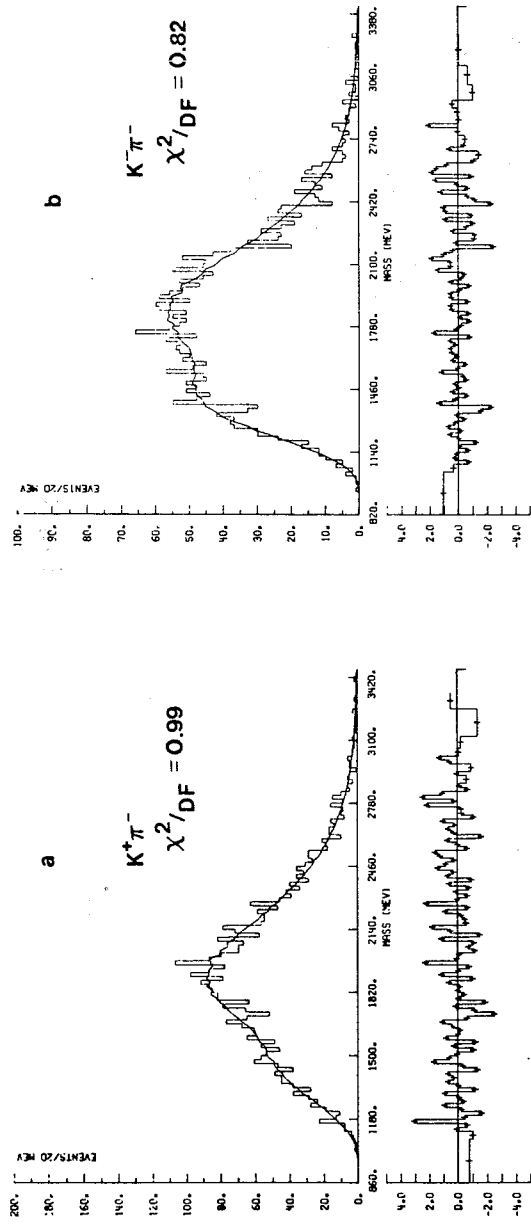 a
K⁺π⁻
χ²/DF = 0.99
EVENTS/20 MEV
200.
180.
160.
140.
120.
100.
80.
60.
40.
20.
0.
860. 1180. 1500. 1820. 2140. 2460. 2780. 3100. 3420.
MASS (MEV)
4.0
2.0
0.0
-2.0
-4.0
b
K⁻π⁻
χ²/DF = 0.82
EVENTS/20 MEV
100.
90.
80.
70.
60.
50.
40.
30.
20.
10.
0.
820. 1140. 1460. 1780. 2100. 2420. 2740. 3060. 3380.
MASS (MEV)
4.0
2.0
0.0
-2.0
-4.0